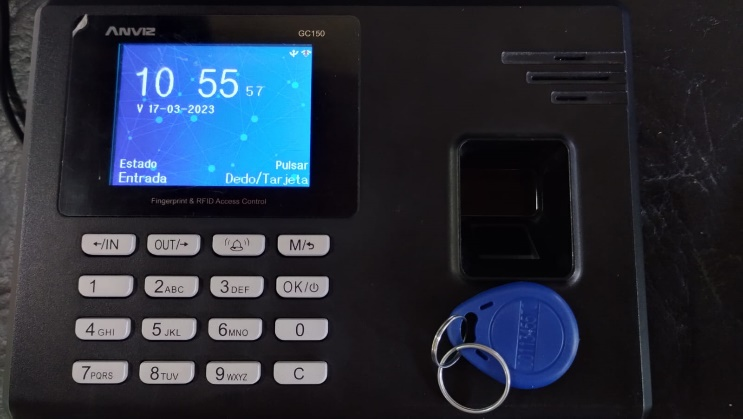 ANVIZ
GC150
10 55 57
V 17-03-2023
Estado Pulsar
Entrada Dedo/Tarjeta
Fingerprint & RFID Access Control
←/IN OUT/→ M/↩
1 2ABC 3DEF OK/⏻
4GHI 5JKL 6MNO 0
7PQRS 8TUV 9WXYZ C